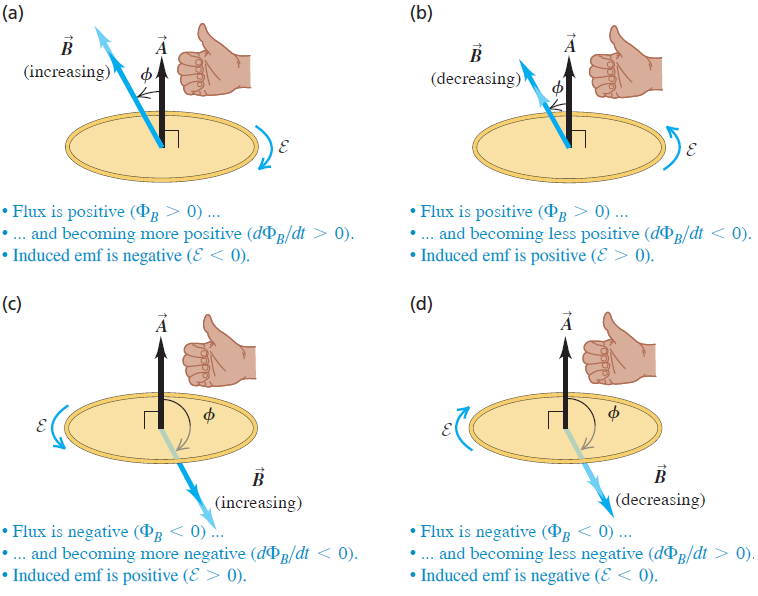 (a)
B⃗
(increasing)
A⃗
ϕ
ℰ
• Flux is positive (Φ_B > 0) ...
• ... and becoming more positive (dΦ_B/dt > 0).
• Induced emf is negative (ℰ < 0).
(b)
B⃗
(decreasing)
A⃗
ϕ
ℰ
• Flux is positive (Φ_B > 0) ...
• ... and becoming less positive (dΦ_B/dt < 0).
• Induced emf is positive (ℰ > 0).
(c)
A⃗
ϕ
ℰ
B⃗
(increasing)
• Flux is negative (Φ_B < 0) ...
• ... and becoming more negative (dΦ_B/dt < 0).
• Induced emf is positive (ℰ > 0).
(d)
A⃗
ϕ
ℰ
B⃗
(decreasing)
• Flux is negative (Φ_B < 0) ...
• ... and becoming less negative (dΦ_B/dt > 0).
• Induced emf is negative (ℰ < 0).